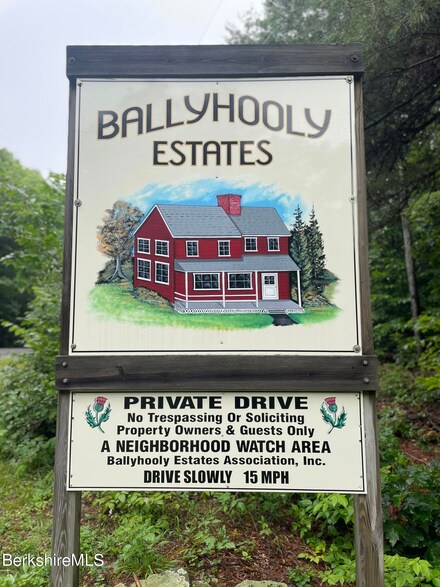 BALLYHOOLY
ESTATES
PRIVATE DRIVE
No Trespassing Or Soliciting
Property Owners & Guests Only
A NEIGHBORHOOD WATCH AREA
Ballyhooly Estates Association, Inc.
DRIVE SLOWLY 15 MPH
BerkshireMLS